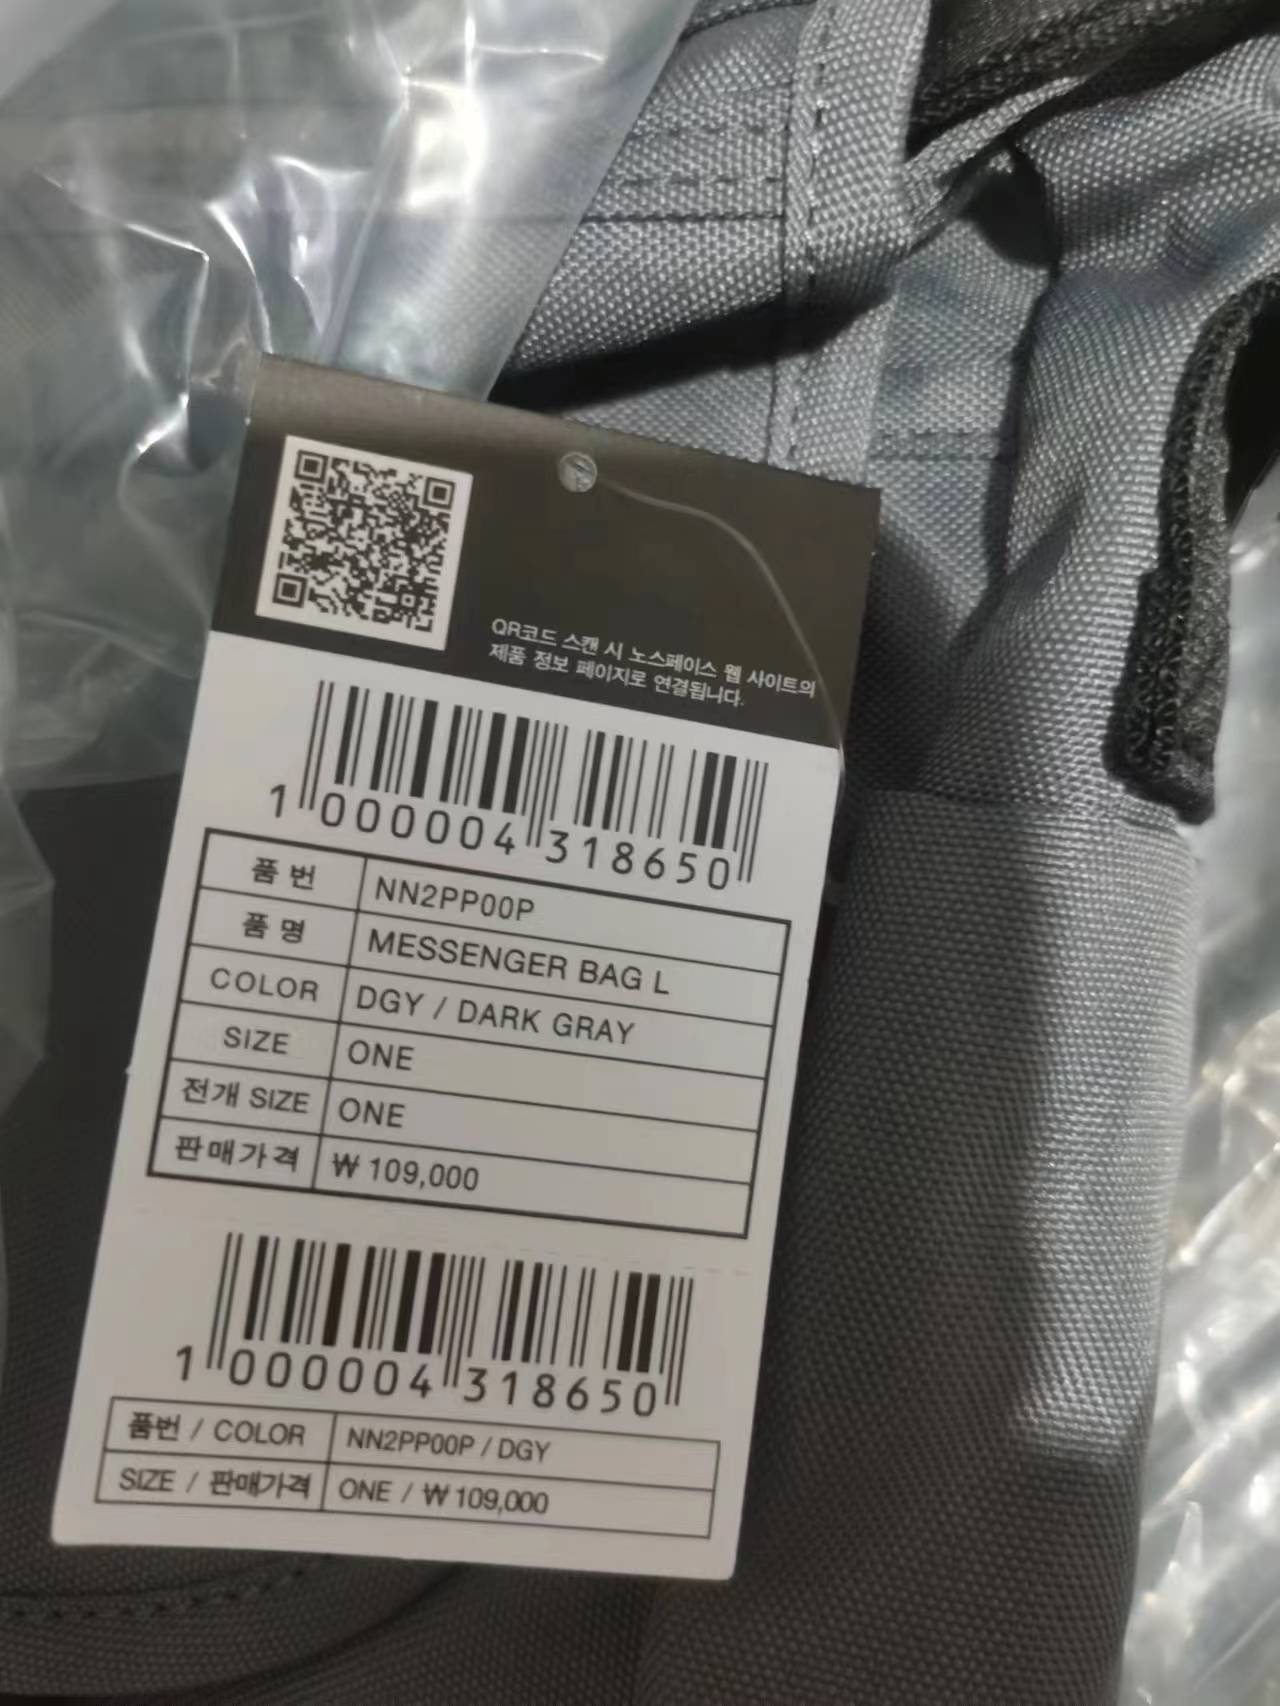 QR코드 스캔 시 노스페이스 웹 사이트의
제품 정보 페이지로 연결됩니다.
1 000004 318650
품번 NN2PP00P
품명 MESSENGER BAG L
COLOR DGY / DARK GRAY
SIZE ONE
전개 SIZE ONE
판매가격 ₩ 109,000
1 000004 318650
품번 / COLOR NN2PP00P / DGY
SIZE / 판매가격 ONE / ₩ 109,000